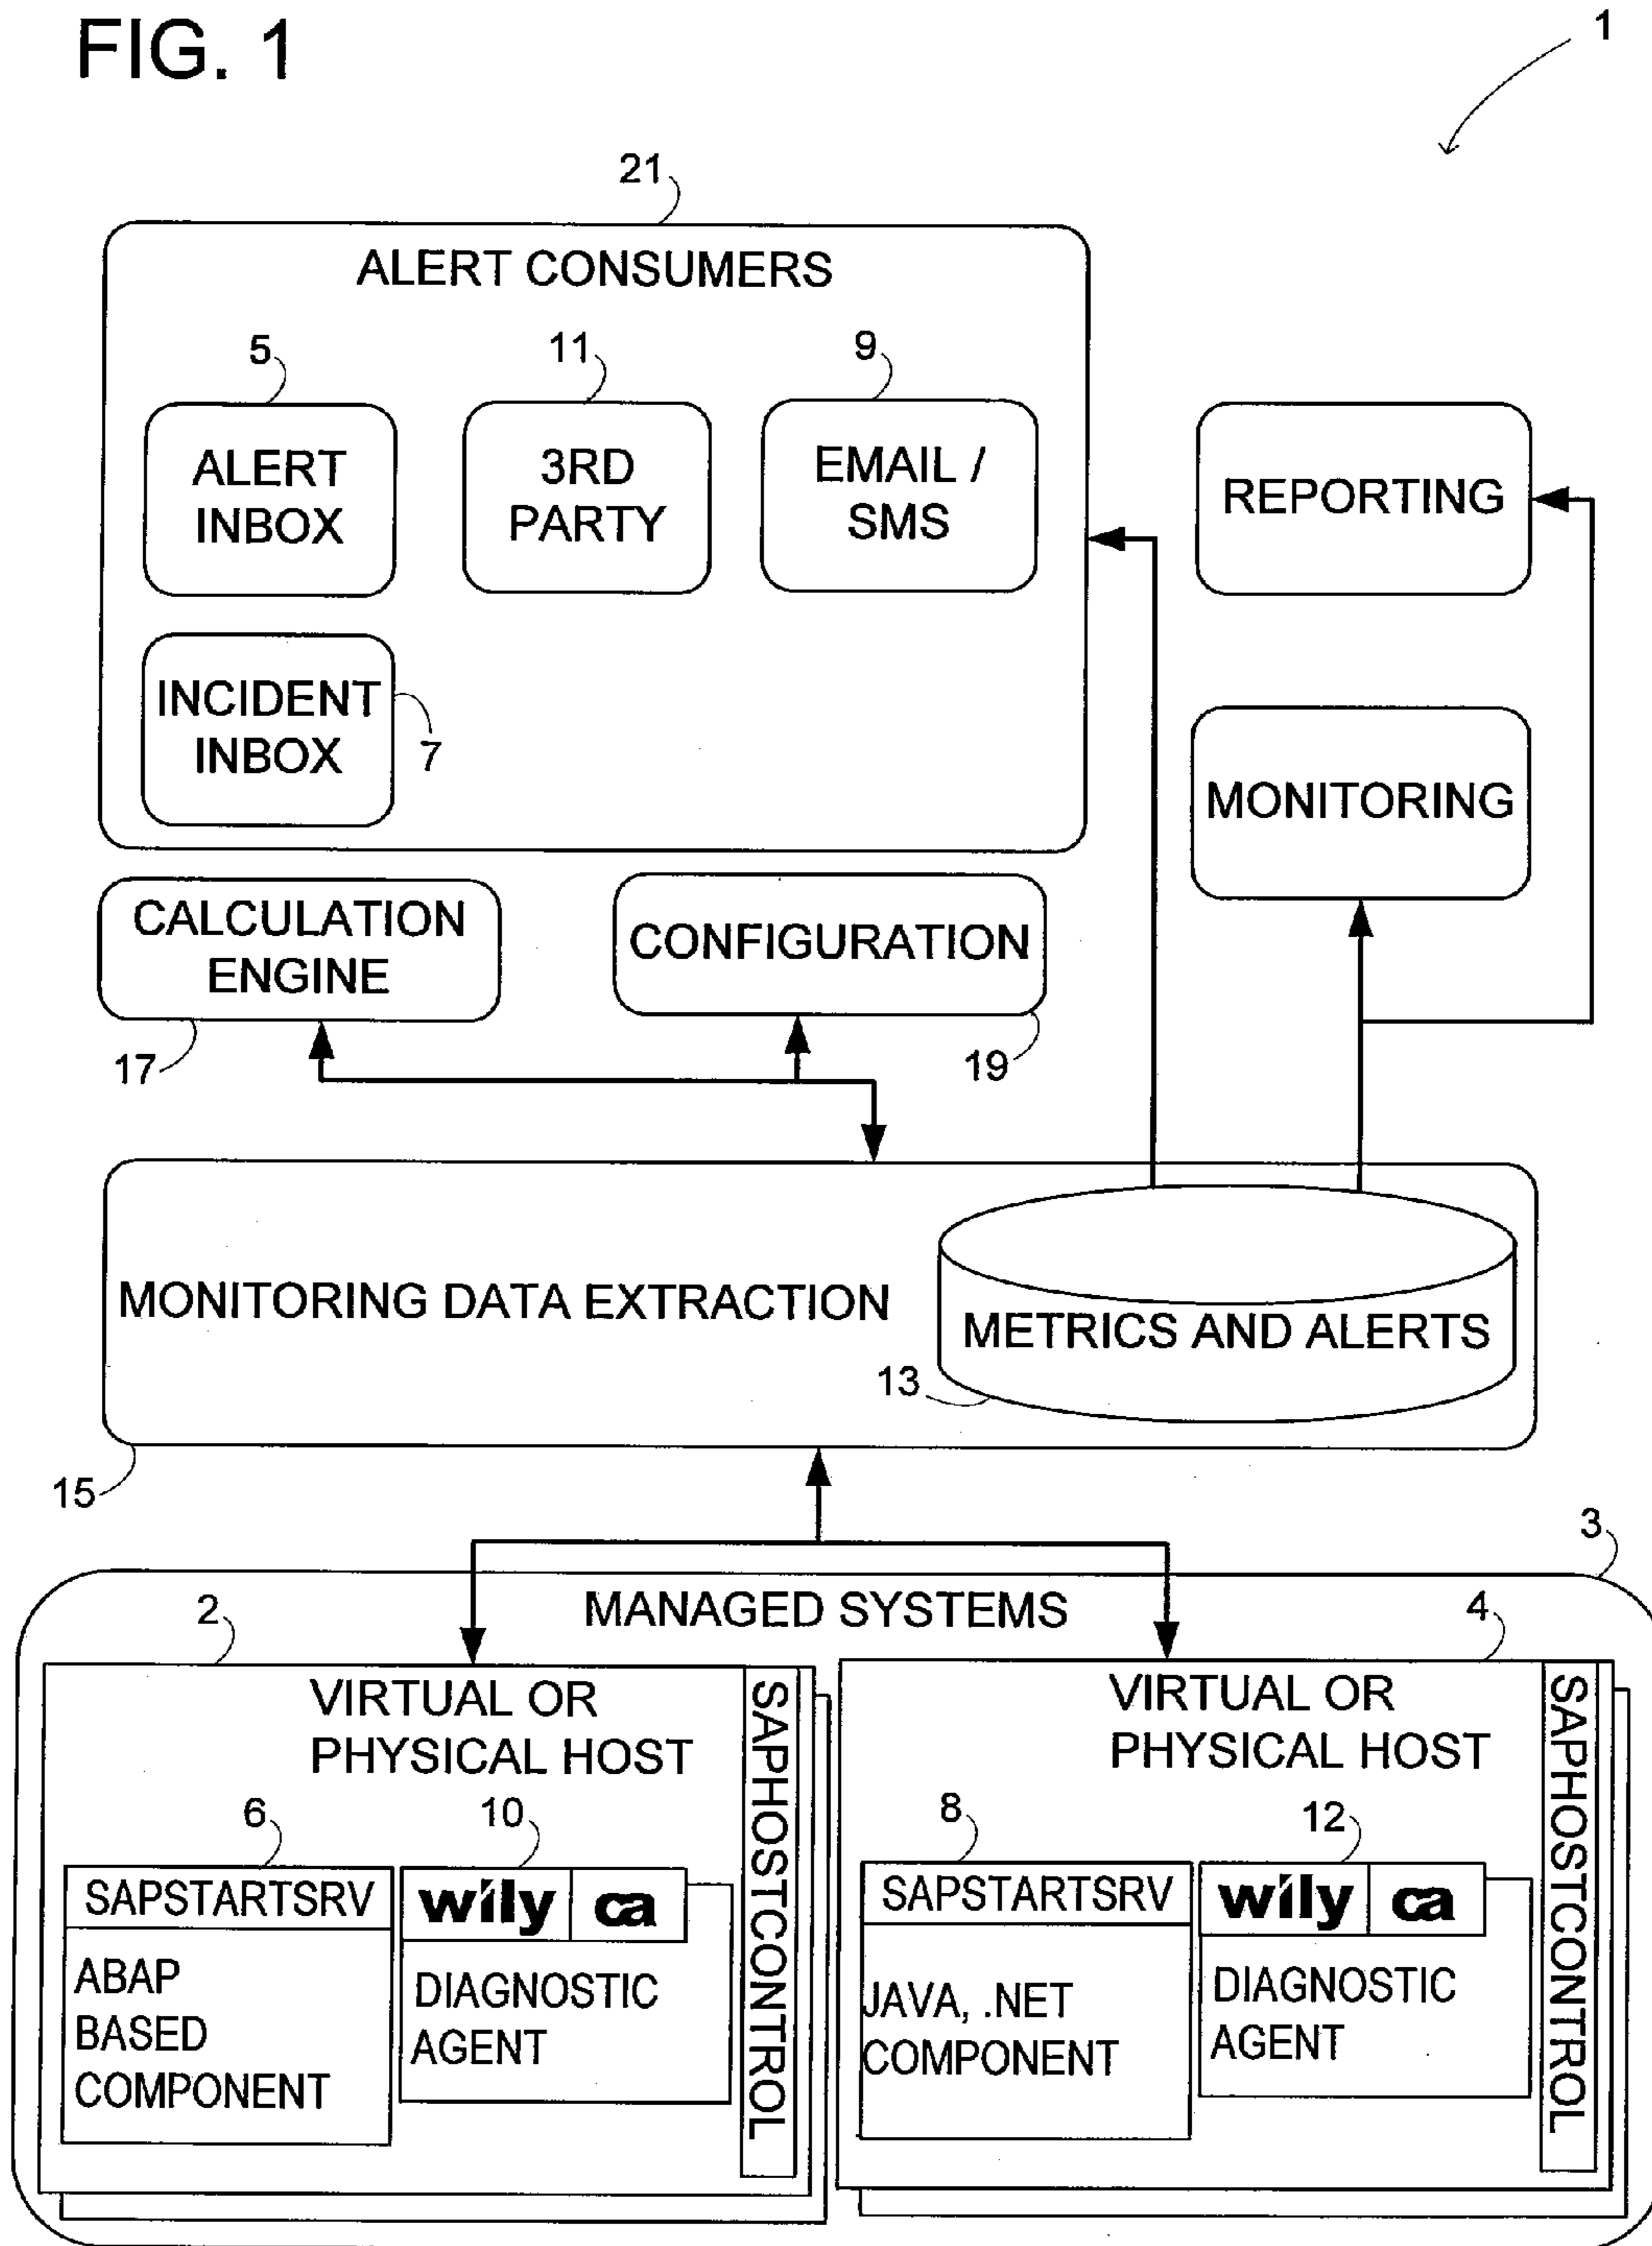 FIG. 1
1
21
ALERT CONSUMERS
5
11
9
ALERT
INBOX
3RD
PARTY
EMAIL /
SMS
REPORTING
INCIDENT
INBOX
7
MONITORING
CALCULATION
ENGINE
CONFIGURATION
17
19
MONITORING DATA EXTRACTION
METRICS AND ALERTS
13
15
3
MANAGED SYSTEMS
2
4
VIRTUAL OR
PHYSICAL HOST
SAPHOSTCONTROL
6
10
SAPSTARTSRV
wily
ca
ABAP
BASED
COMPONENT
DIAGNOSTIC
AGENT
VIRTUAL OR
PHYSICAL HOST
SAPHOSTCONTROL
8
12
SAPSTARTSRV
wily
ca
JAVA, .NET
COMPONENT
DIAGNOSTIC
AGENT